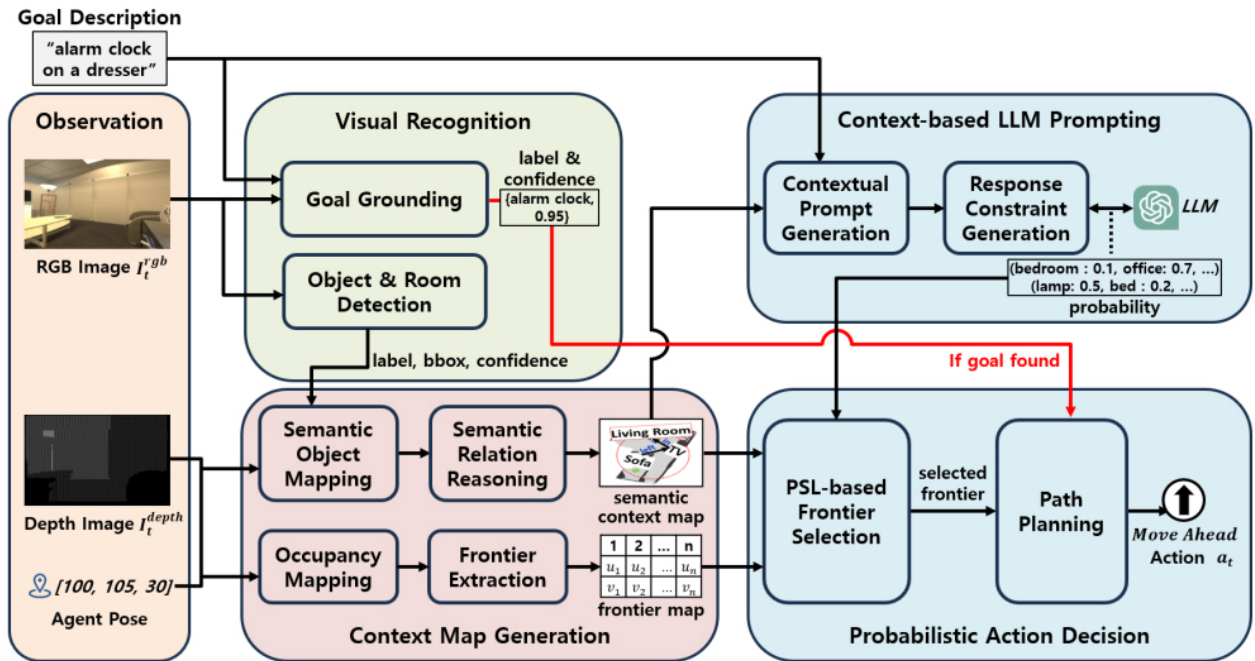 Goal Description
“alarm clock
on a dresser”
Observation
RGB Image I_t^{rgb}
Depth Image I_t^{depth}
[100, 105, 30]
Agent Pose
Visual Recognition
Goal Grounding
label &
confidence
{alarm clock,
0.95}
Object & Room
Detection
label, bbox, confidence
Semantic
Object
Mapping
Semantic
Relation
Reasoning
Living Room
left
in
TV
Sofa
semantic
context map
Occupancy
Mapping
Frontier
Extraction
1 2 ... n
u_1 u_2 ... u_n
v_1 v_2 ... v_n
frontier map
Context Map Generation
Context-based LLM Prompting
Contextual
Prompt
Generation
Response
Constraint
Generation
LLM
(bedroom : 0.1, office: 0.7, ...)
(lamp: 0.5, bed : 0.2, ...)
probability
If goal found
PSL-based
Frontier
Selection
selected
frontier
Path
Planning
Move Ahead
Action a_t
Probabilistic Action Decision